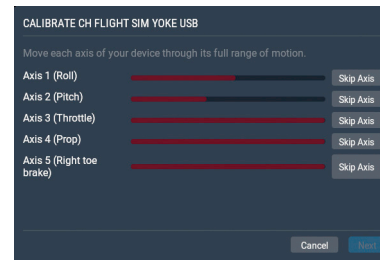 CALIBRATE CH FLIGHT SIM YOKE USB
Move each axis of your device through its full range of motion.
Axis 1 (Roll)
Skip Axis
Axis 2 (Pitch)
Skip Axis
Axis 3 (Throttle)
Skip Axis
Axis 4 (Prop)
Skip Axis
Axis 5 (Right toe
brake)
Skip Axis
Cancel
Next